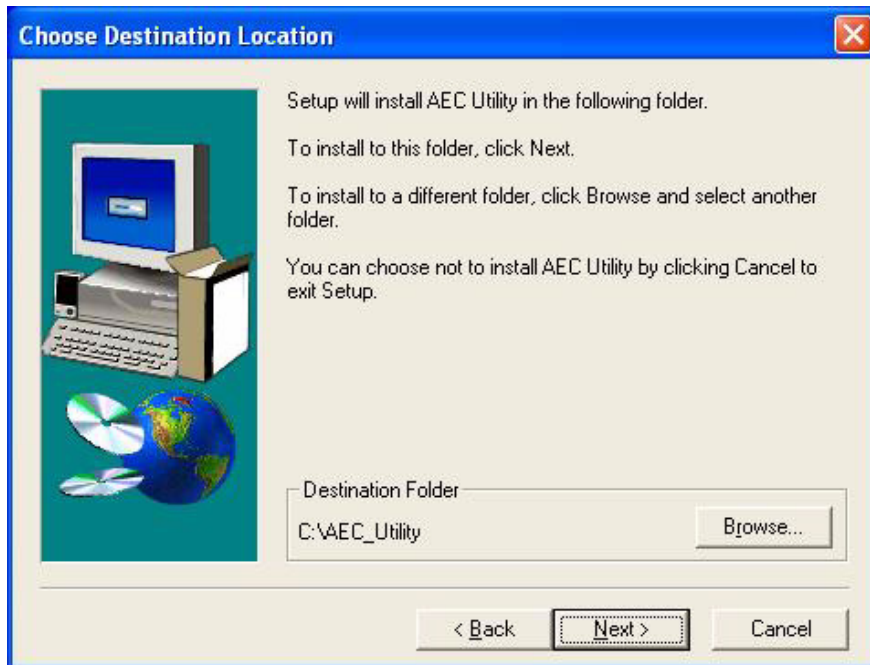 Choose Destination Location
Setup will install AEC Utility in the following folder.
To install to this folder, click Next.
To install to a different folder, click Browse and select another
folder.
You can choose not to install AEC Utility by clicking Cancel to
exit Setup.
Destination Folder
C:\AEC_Utility
Browse...
< Back
Next >
Cancel